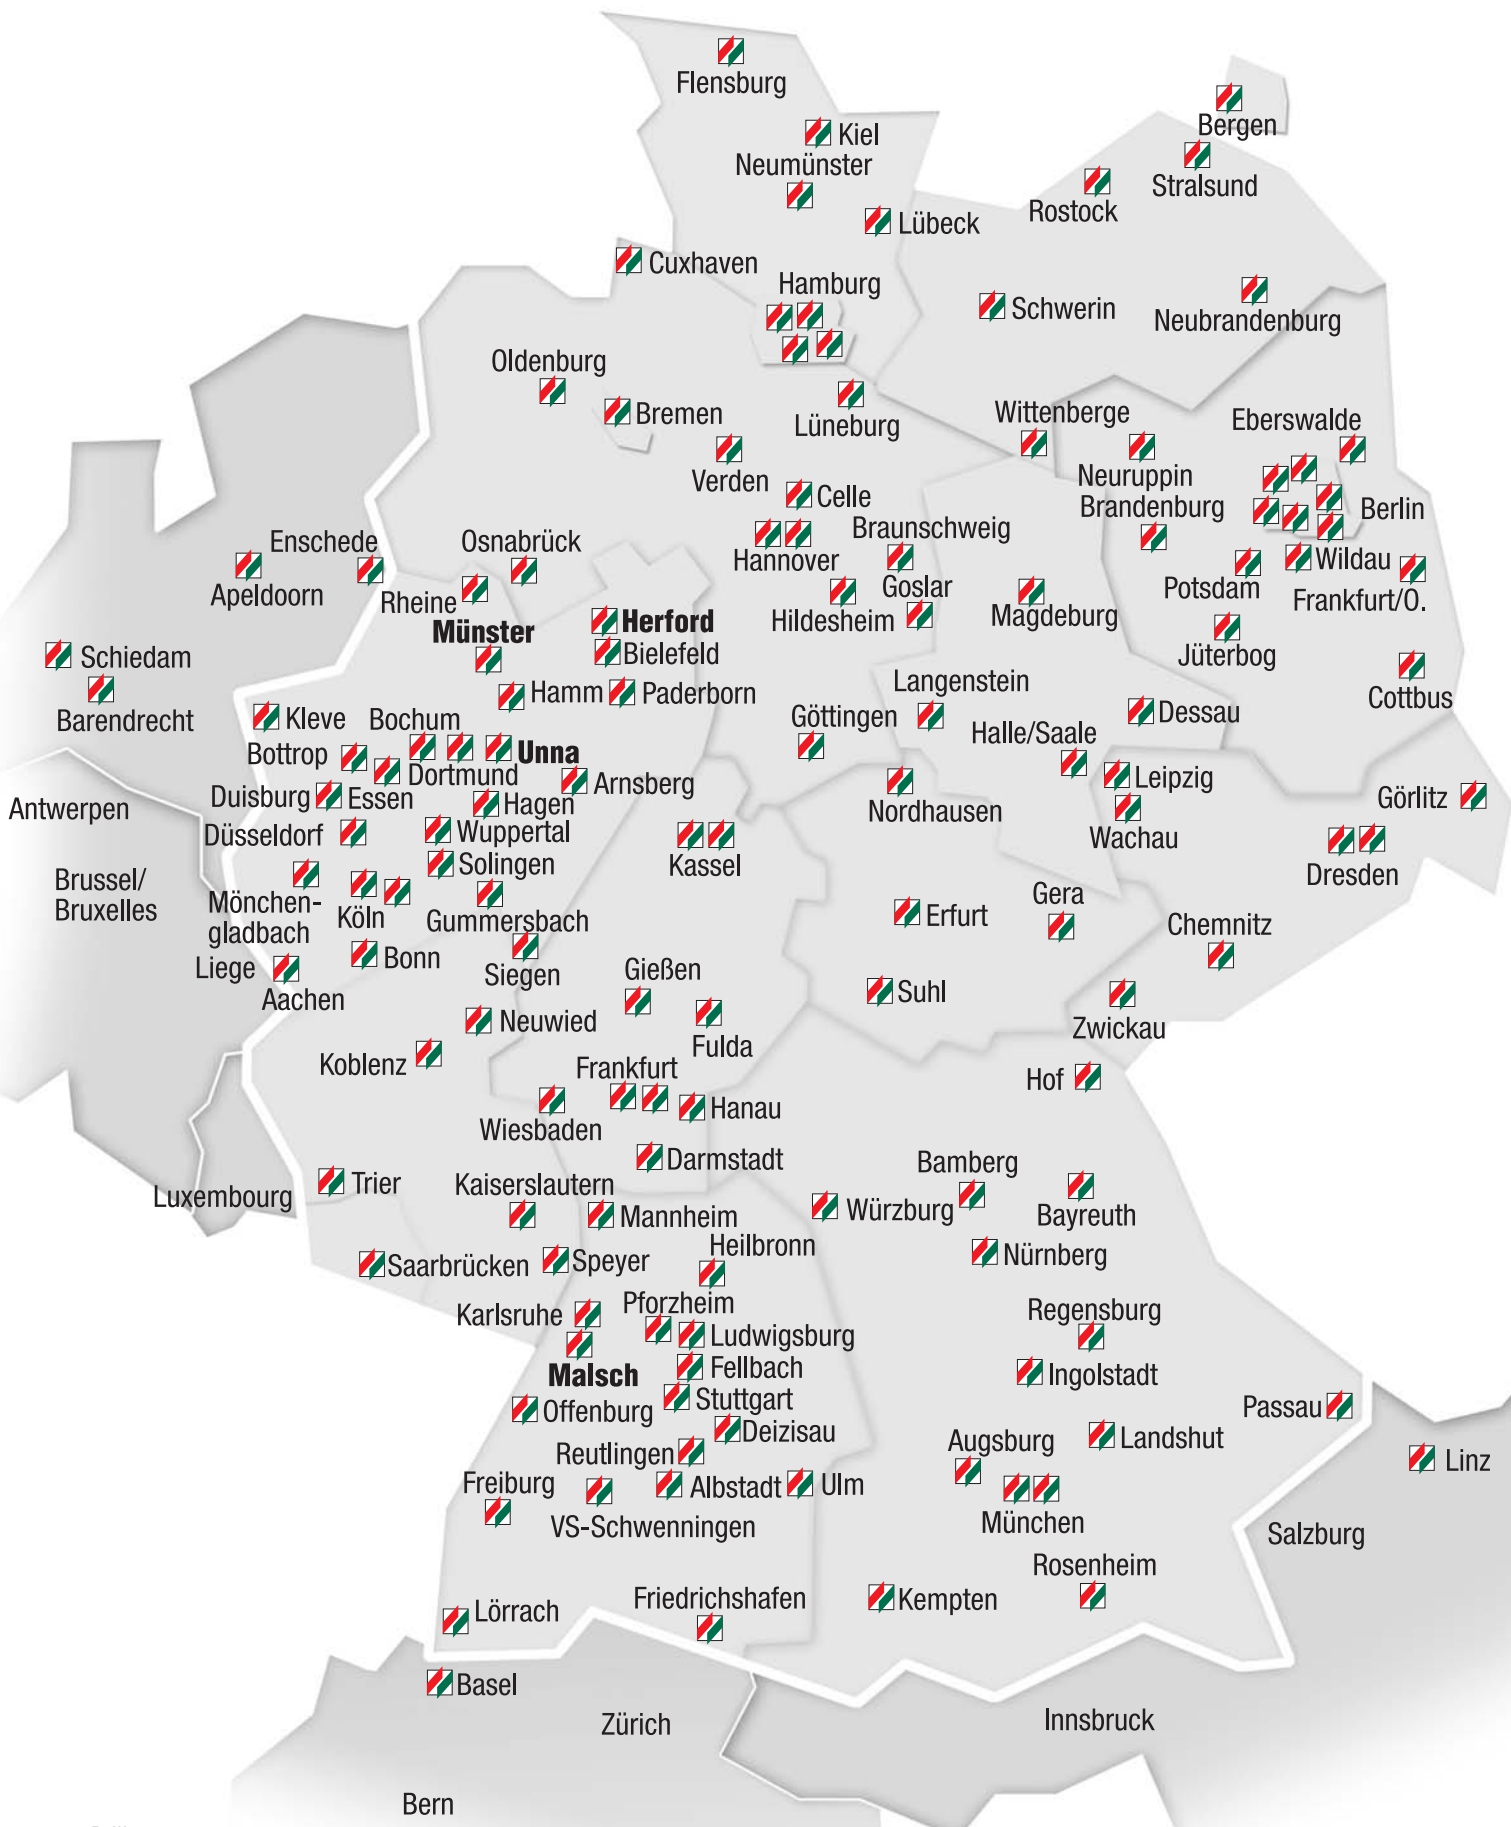 Flensburg
Bergen
Kiel
Neumünster
Stralsund
Rostock
Lübeck
Cuxhaven
Hamburg
Schwerin
Neubrandenburg
Oldenburg
Bremen
Lüneburg
Wittenberge
Eberswalde
Verden
Neuruppin
Celle
Brandenburg
Berlin
Braunschweig
Enschede
Osnabrück
Hannover
Wildau
Apeldoorn
Rheine
Goslar
Potsdam
Frankfurt/O.
Hildesheim
Magdeburg
Herford
Münster
Bielefeld
Jüterbog
Schiedam
Hamm
Paderborn
Langenstein
Cottbus
Barendrecht
Kleve
Bochum
Göttingen
Dessau
Halle/Saale
Bottrop
Unna
Dortmund
Arnsberg
Leipzig
Duisburg
Essen
Hagen
Nordhausen
Görlitz
Antwerpen
Düsseldorf
Wuppertal
Kassel
Wachau
Solingen
Dresden
Brussel/
Bruxelles
Mönchen-
gladbach
Köln
Gummersbach
Gera
Erfurt
Chemnitz
Bonn
Liege
Siegen
Gießen
Aachen
Suhl
Neuwied
Zwickau
Fulda
Koblenz
Frankfurt
Hof
Hanau
Wiesbaden
Darmstadt
Bamberg
Trier
Kaiserslautern
Luxembourg
Würzburg
Mannheim
Bayreuth
Heilbronn
Nürnberg
Saarbrücken
Speyer
Pforzheim
Regensburg
Karlsruhe
Ludwigsburg
Malsch
Fellbach
Ingolstadt
Stuttgart
Passau
Offenburg
Deizisau
Augsburg
Landshut
Reutlingen
Linz
Freiburg
Albstadt
Ulm
VS-Schwenningen
München
Salzburg
Rosenheim
Friedrichshafen
Kempten
Lörrach
Basel
Zürich
Innsbruck
Bern